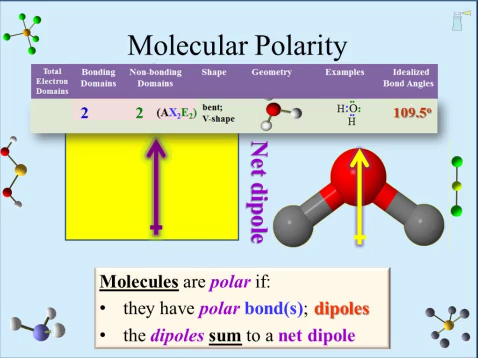 Molecular Polarity
Total Electron Domains
Bonding Domains
Non-bonding Domains
Shape
Geometry
Examples
Idealized Bond Angles
2
2
(AX₂E₂)
bent;
V-shape
H:Ö:
H
109.5°
Net dipole
Molecules are polar if:
• they have polar bond(s); dipoles
• the dipoles sum to a net dipole